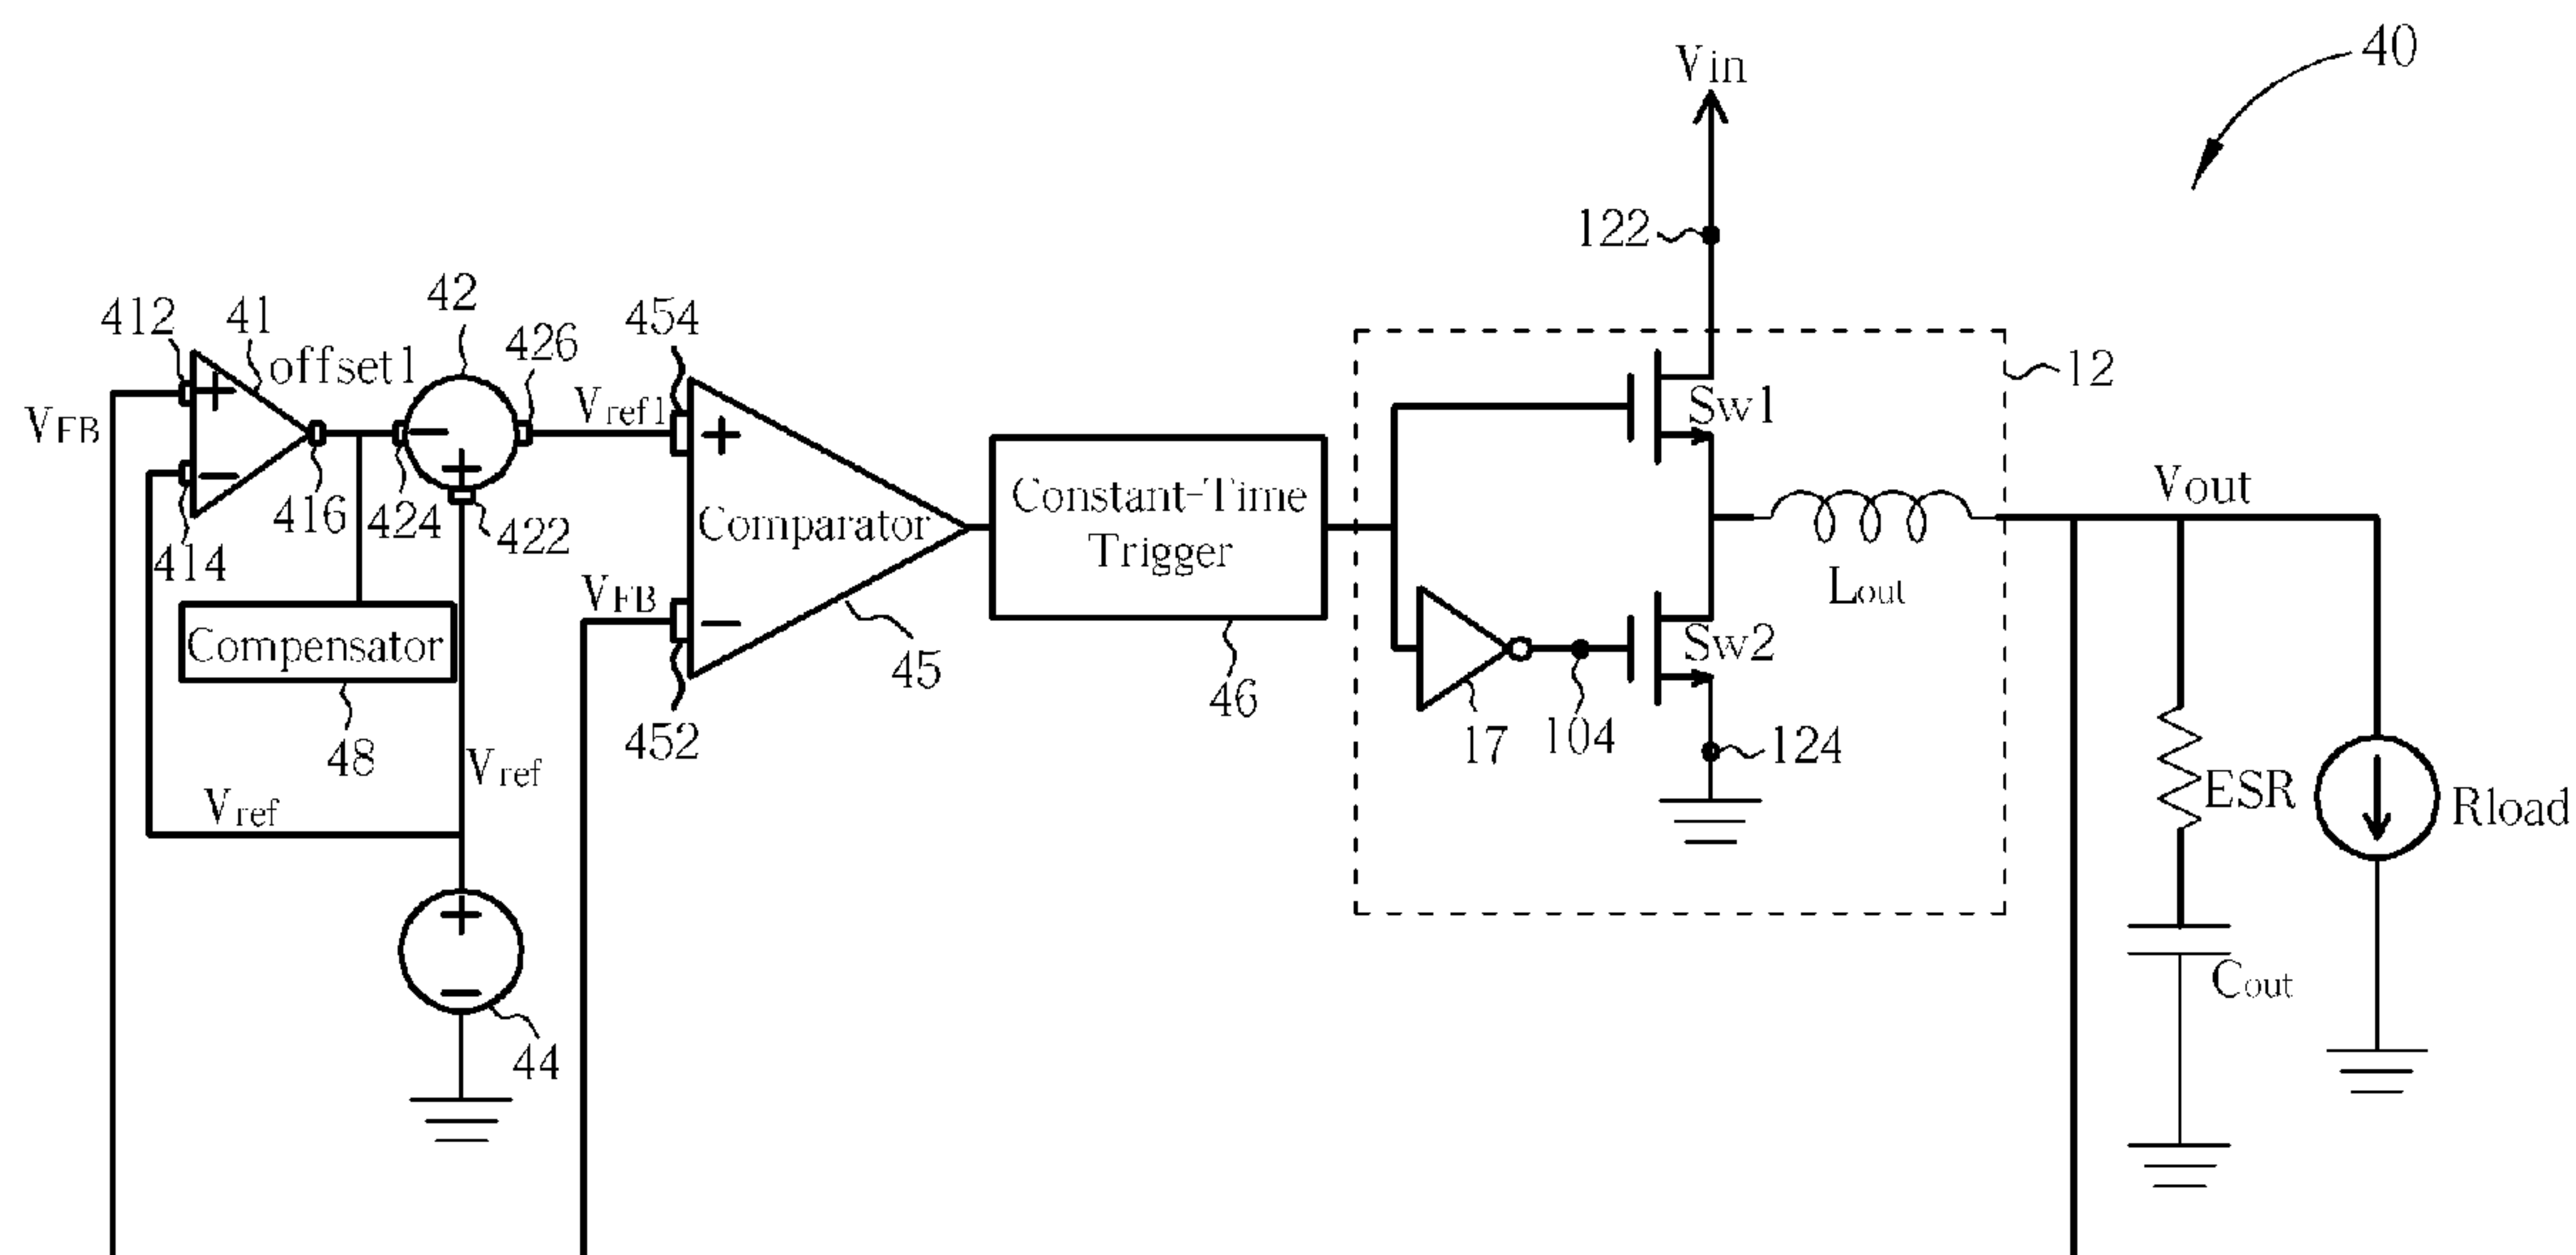 40
Vin
122
42
454
412
41
offset1
426
12
Vref1
Sw1
VFB
+
−
−
+
+
Constant-Time
Trigger
Vout
416
424
422
Comparator
414
VFB
−
Lout
Compensator
Sw2
45
46
452
17
104
124
48
Vref
Vref
ESR
Rload
+
−
Cout
44